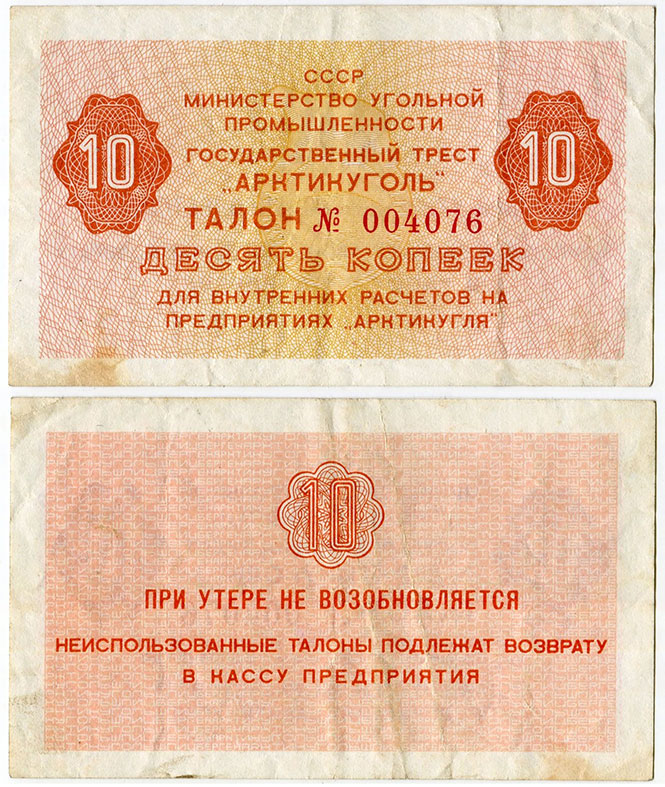 СССР
МИНИСТЕРСТВО УГОЛЬНОЙ
ПРОМЫШЛЕННОСТИ
ГОСУДАРСТВЕННЫЙ ТРЕСТ
„АРКТИКУГОЛЬ“
10
10
ТАЛОН № 004076
ДЕСЯТЬ КОПЕЕК
ДЛЯ ВНУТРЕННИХ РАСЧЕТОВ НА
ПРЕДПРИЯТИЯХ „АРКТИКУГЛЯ“
10
ПРИ УТЕРЕ НЕ ВОЗОБНОВЛЯЕТСЯ
НЕИСПОЛЬЗОВАННЫЕ ТАЛОНЫ ПОДЛЕЖАТ ВОЗВРАТУ
В КАССУ ПРЕДПРИЯТИЯ